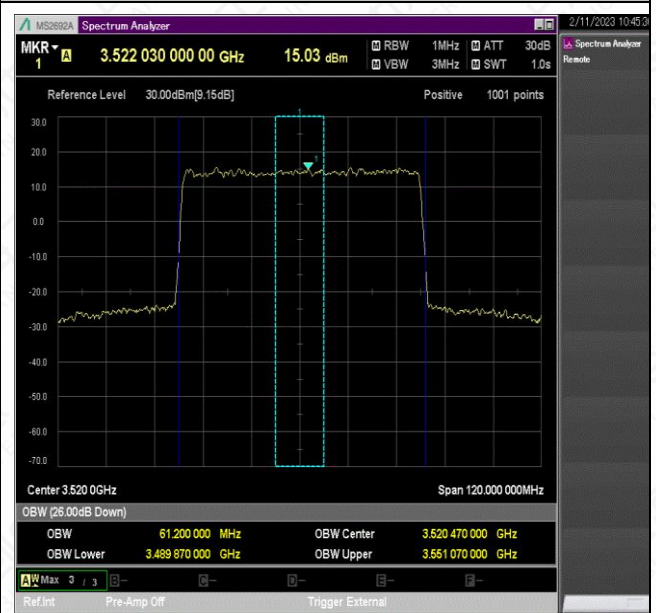 MS2692A Spectrum Analyzer
2/11/2023 10:45:3
MKR 1 A 3.522 030 000 00 GHz 15.03 dBm M RBW 1MHz M ATT 30dB
M VBW 3MHz M SWT 1.0s
Spectrum Analyzer
Remote
Reference Level 30.00dBm[9.15dB] Positive 1001 points
1
30.0
20.0
1
10.0
0.0
-10.0
-20.0
-30.0
-40.0
-50.0
-60.0
-70.0
Center 3.520 0GHz Span 120.000 000MHz
OBW (26.00dB Down)
OBW 61.200 000 MHz OBW Center 3.520 470 000 GHz
OBW Lower 3.489 870 000 GHz OBW Upper 3.551 070 000 GHz
A W Max 3 / 3 B- C- D- E- F-
Ref.Int Pre-Amp Off Trigger External